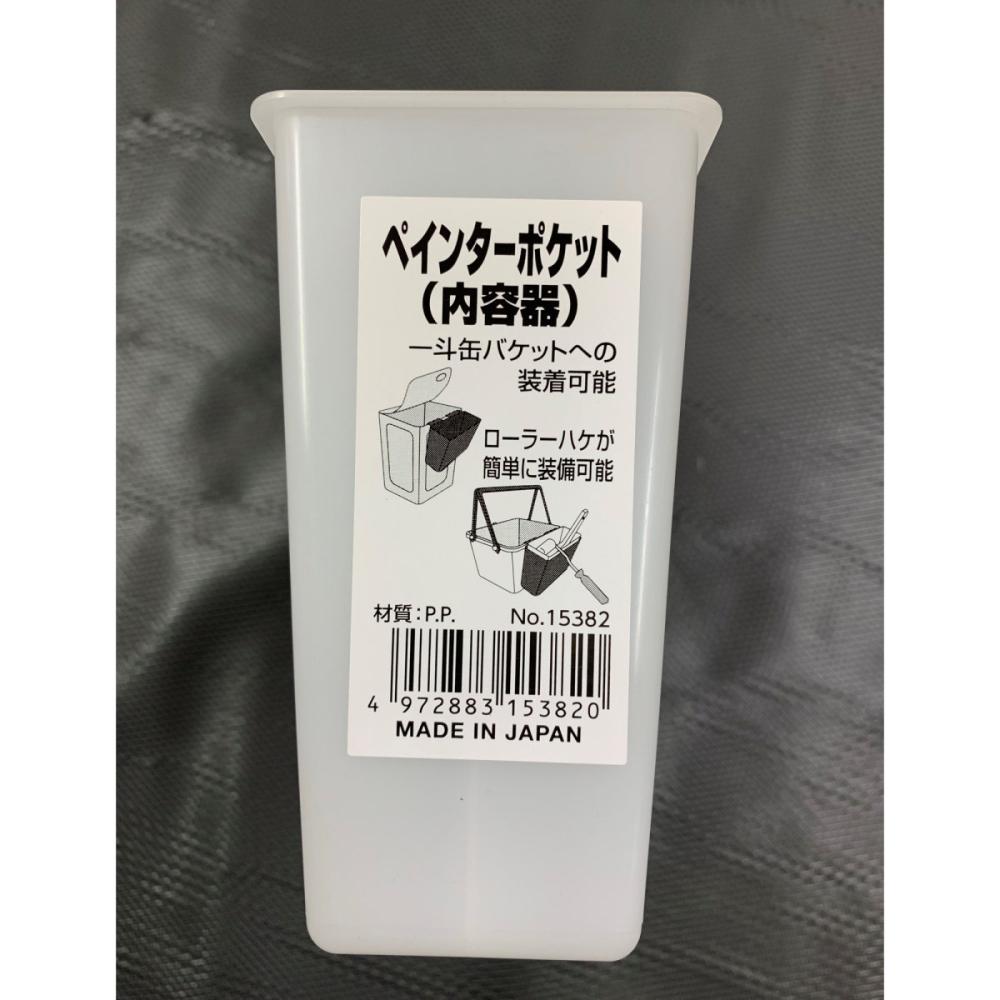 ペインターポケット
（内容器）
一斗缶バケットへの
装着可能
ローラーハケが
簡単に装備可能
材質：P.P. No.15382
4 972883 153820
MADE IN JAPAN